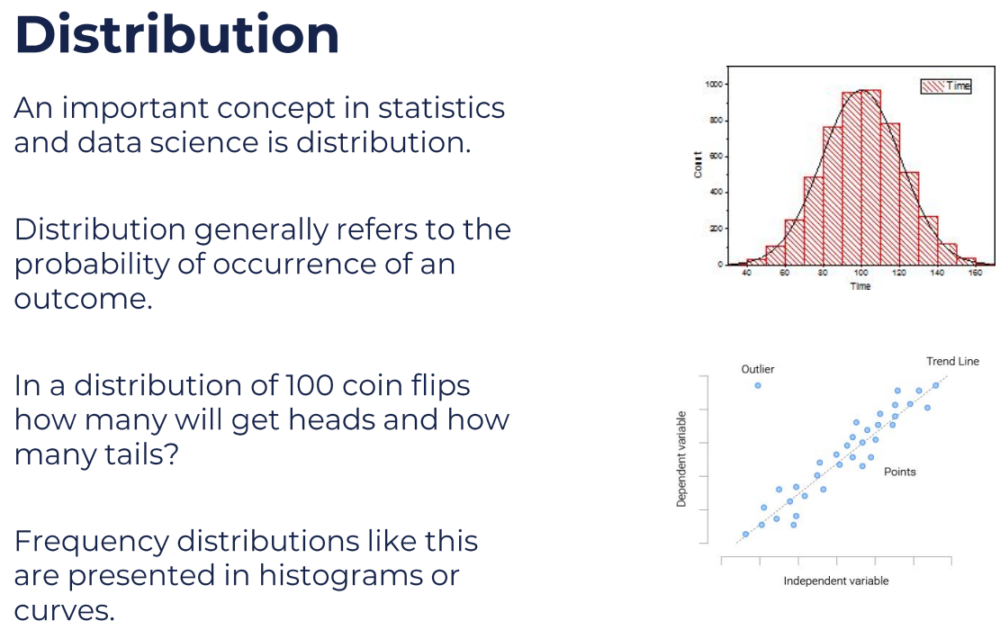 Distribution
An important concept in statistics
and data science is distribution.
Distribution generally refers to the
probability of occurrence of an
outcome.
In a distribution of 100 coin flips
how many will get heads and how
many tails?
Frequency distributions like this
are presented in histograms or
curves.
Time
1000
800
600
400
200
0
Count
40 60 80 100 120 140 160
Time
Outlier
Trend Line
Dependent variable
Points
Independent variable